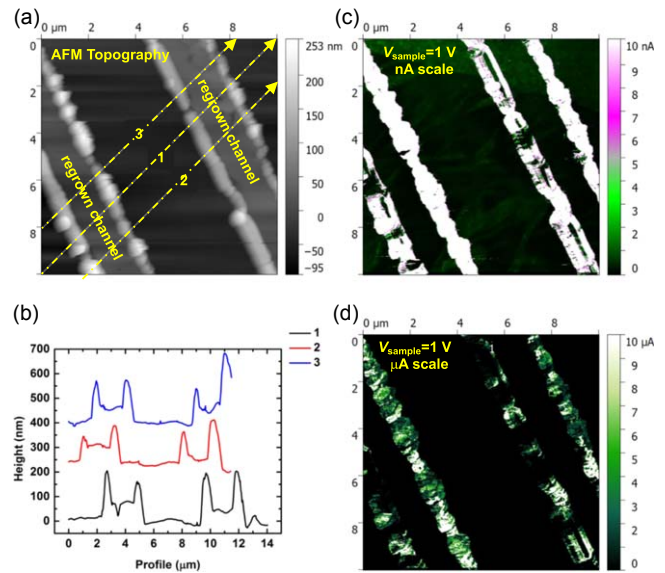 (a)
0 µm 2 4 6 8
0
2
4
6
8
AFM Topography
3
1
2
regrown channel
regrown channel
253 nm
200
150
100
50
0
−50
−95
(c)
0 µm 2 4 6 8
0
2
4
6
8
Vsample=1 V
nA scale
10 nA
9
8
7
6
5
4
3
2
1
0
(b)
700
600
500
400
300
200
100
0
Height (nm)
1
2
3
0 2 4 6 8 10 12 14
Profile (µm)
(d)
0 µm 2 4 6 8
0
2
4
6
8
Vsample=1 V
µA scale
10 µA
9
8
7
6
5
4
3
2
1
0